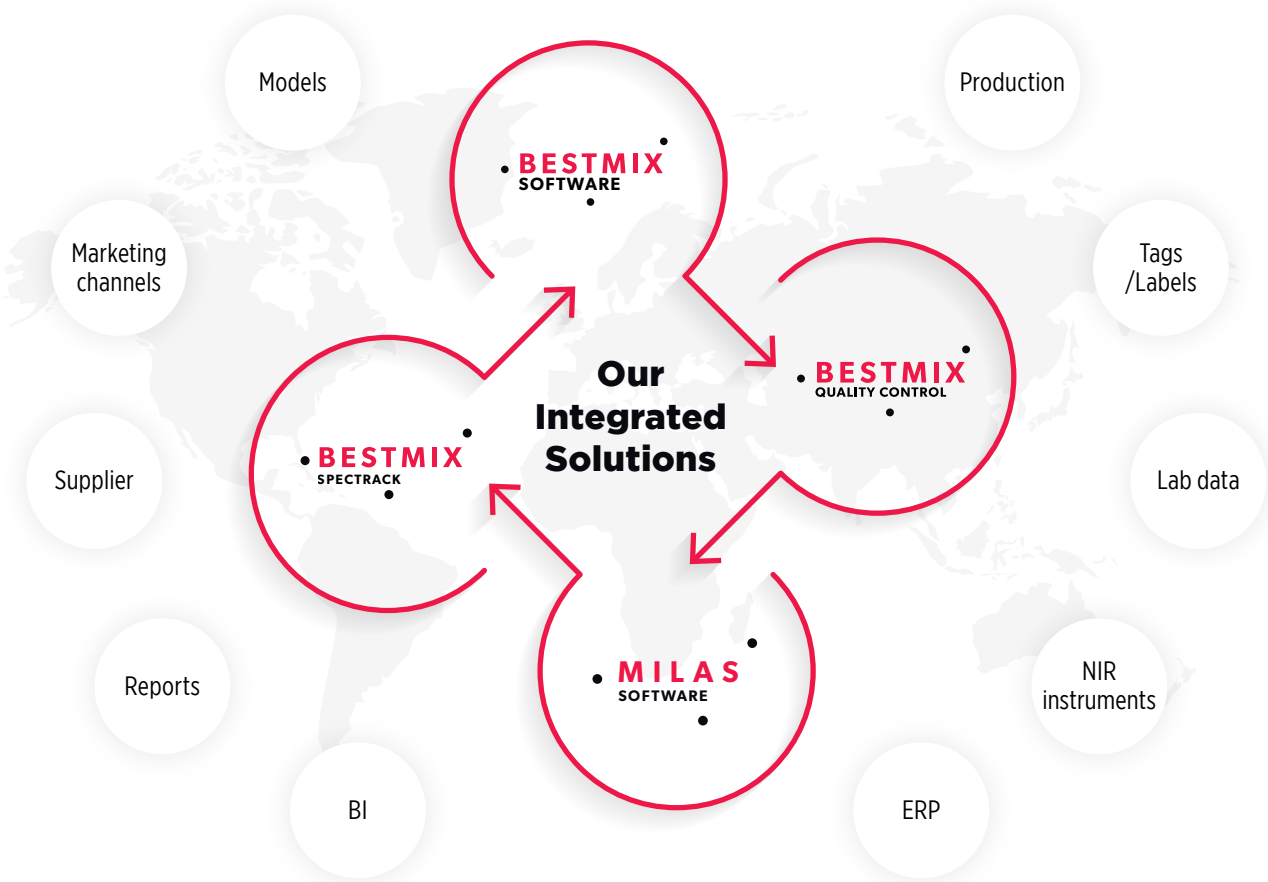 Models
Production
BESTMIX
SOFTWARE
Marketing
channels
Tags
/Labels
Our
Integrated
Solutions
BESTMIX
QUALITY CONTROL
BESTMIX
SPECTRACK
Supplier
Lab data
MILAS
SOFTWARE
Reports
NIR
instruments
BI
ERP